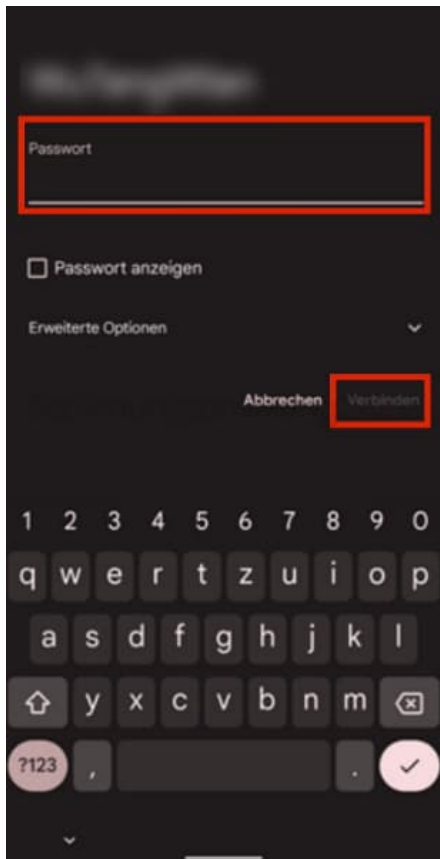 Passwort
Passwort anzeigen
Erweiterte Optionen
Abbrechen Verbinden
1 2 3 4 5 6 7 8 9 0
q w e r t z u i o p
a s d f g h j k l
y x c v b n m
?123 , .